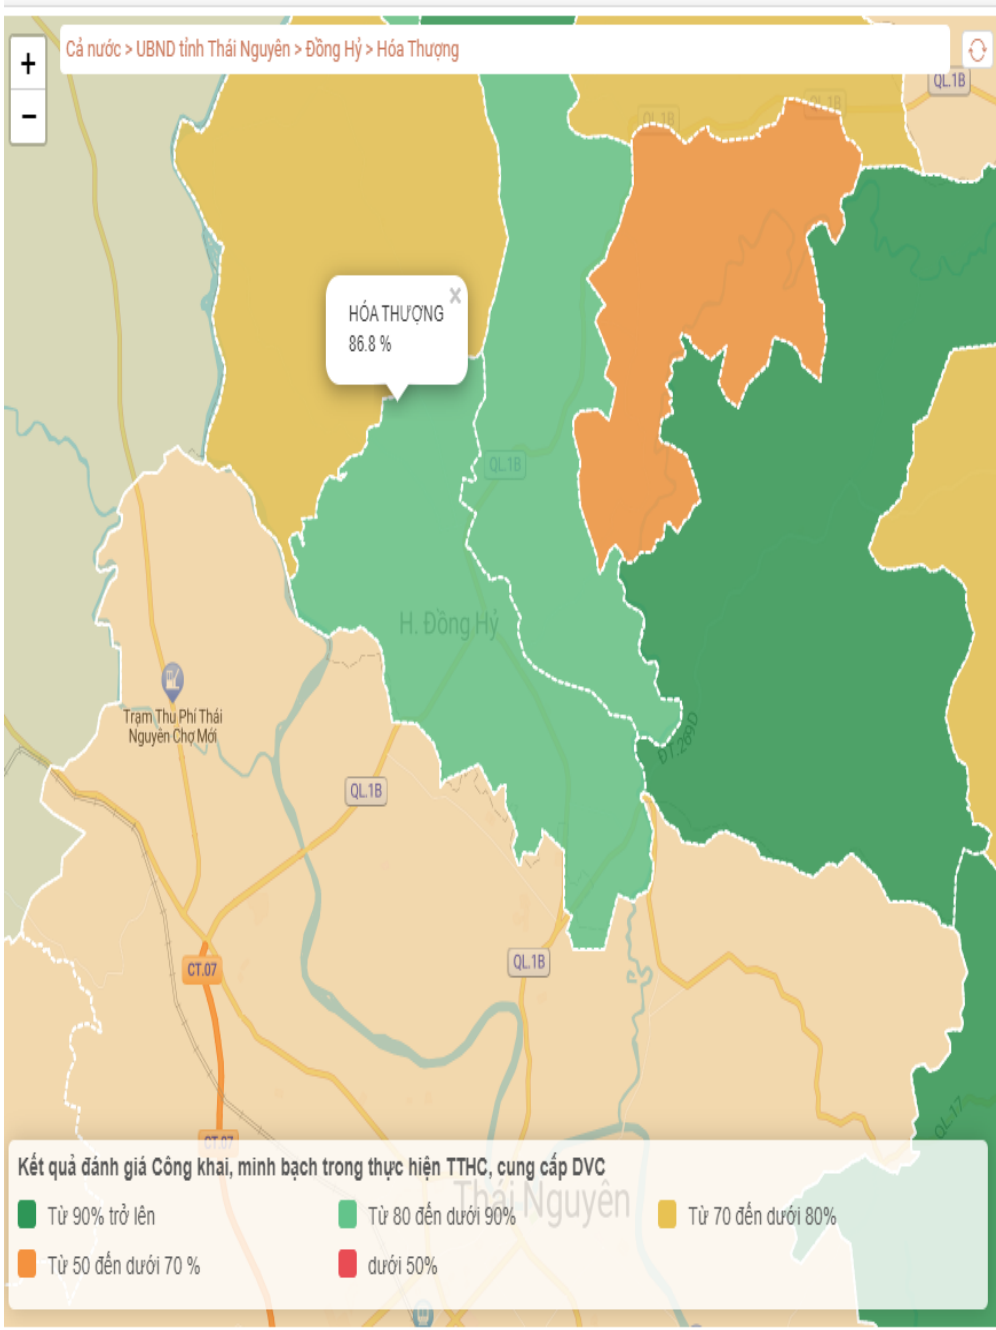 +
−
Cả nước > UBND tỉnh Thái Nguyên > Đồng Hỷ > Hóa Thượng
QL.1B
QL.1B
QL.1B
HÓA THƯỢNG
86.8 %
×
QL.1B
H. Đồng Hỷ
Trạm Thu Phí Thái
Nguyên Chợ Mới
ĐT.269D
QL.1B
QL.1B
CT.07
QL.17
CT.07
Kết quả đánh giá Công khai, minh bạch trong thực hiện TTHC, cung cấp DVC
Thái Nguyên
Từ 90% trở lên
Từ 80 đến dưới 90%
Từ 70 đến dưới 80%
Từ 50 đến dưới 70 %
dưới 50%